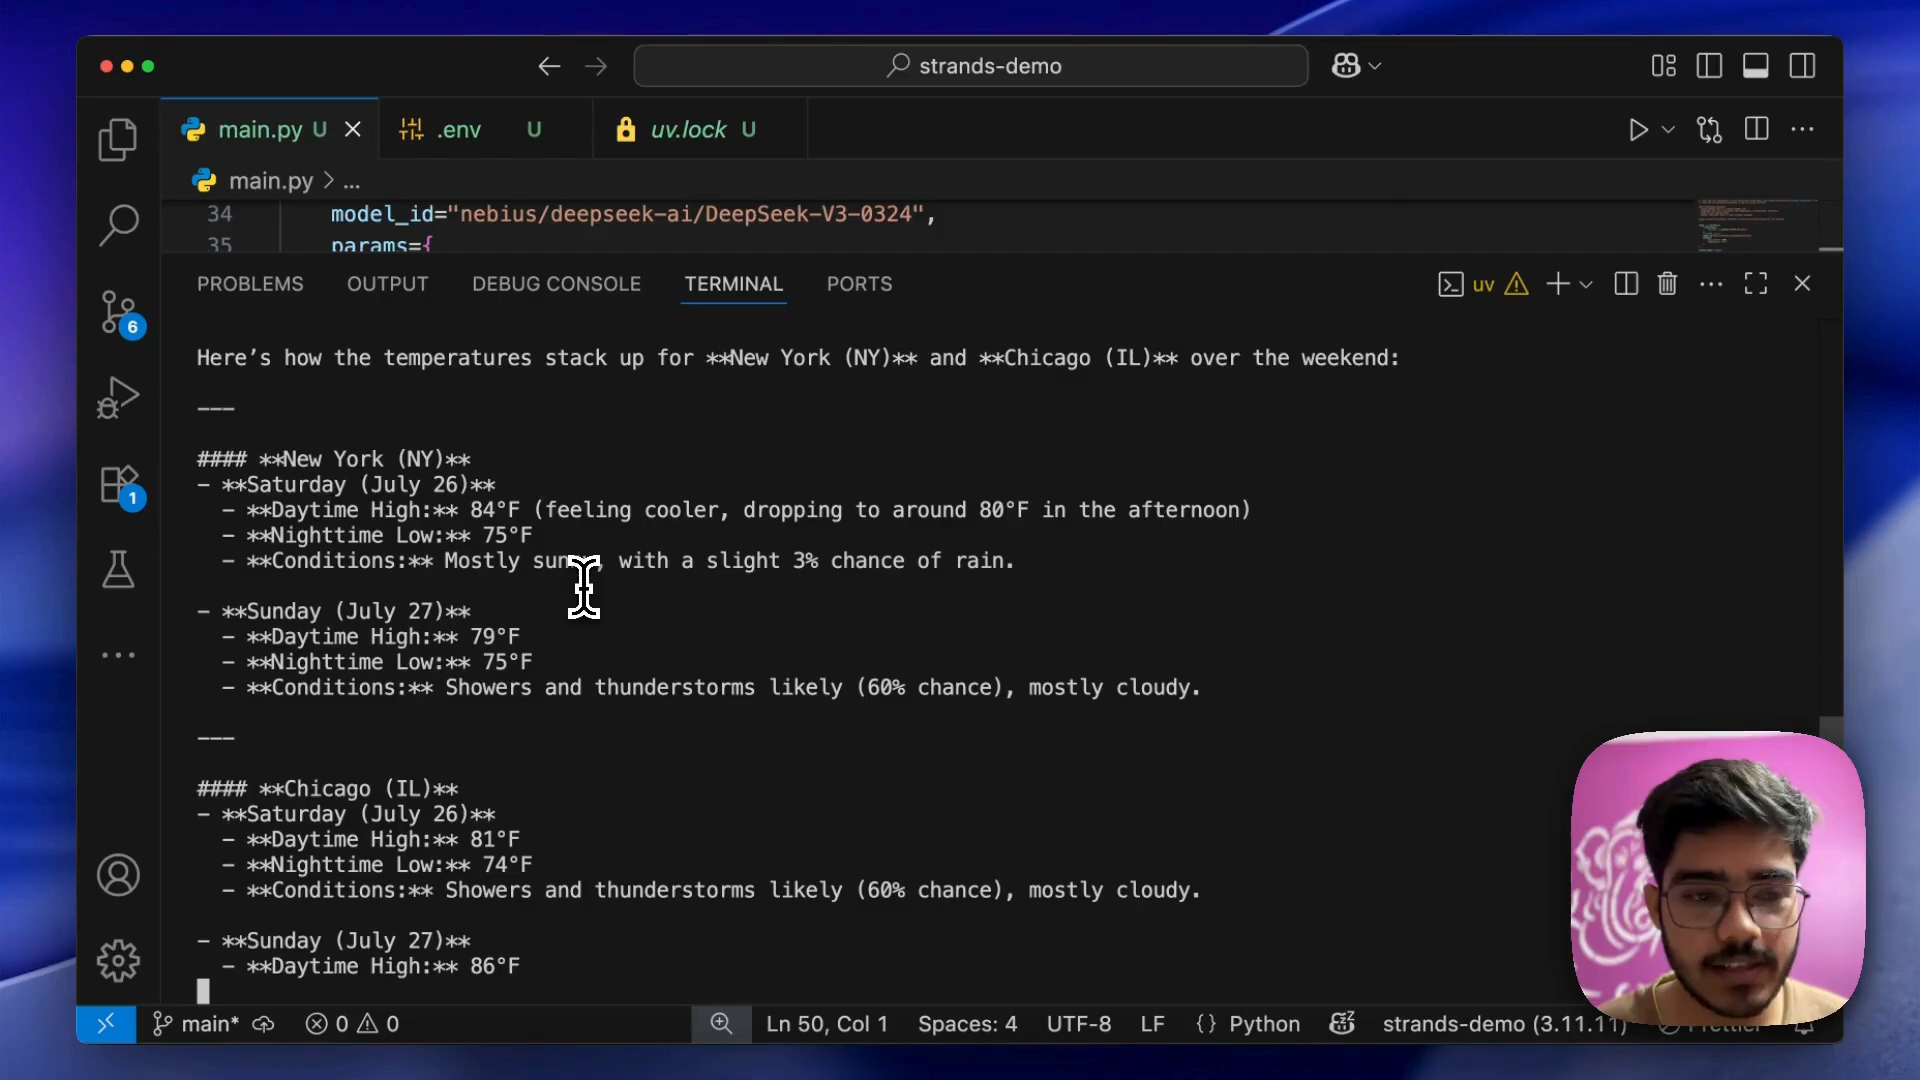 strands-demo
main.py U
.env U
uv.lock U
main.py > ...
34 model_id="nebius/deepseek-ai/DeepSeek-V3-0324",
35 params={
PROBLEMS OUTPUT DEBUG CONSOLE TERMINAL PORTS
uv
Here’s how the temperatures stack up for **New York (NY)** and **Chicago (IL)** over the weekend:
---
#### **New York (NY)**
- **Saturday (July 26)**
- **Daytime High:** 84°F (feeling cooler, dropping to around 80°F in the afternoon)
- **Nighttime Low:** 75°F
- **Conditions:** Mostly sunny, with a slight 3% chance of rain.
- **Sunday (July 27)**
- **Daytime High:** 79°F
- **Nighttime Low:** 75°F
- **Conditions:** Showers and thunderstorms likely (60% chance), mostly cloudy.
---
#### **Chicago (IL)**
- **Saturday (July 26)**
- **Daytime High:** 81°F
- **Nighttime Low:** 74°F
- **Conditions:** Showers and thunderstorms likely (60% chance), mostly cloudy.
- **Sunday (July 27)**
- **Daytime High:** 86°F
6
1
main* 0 0 Ln 50, Col 1 Spaces: 4 UTF-8 LF {} Python strands-demo (3.11.11) Prettier